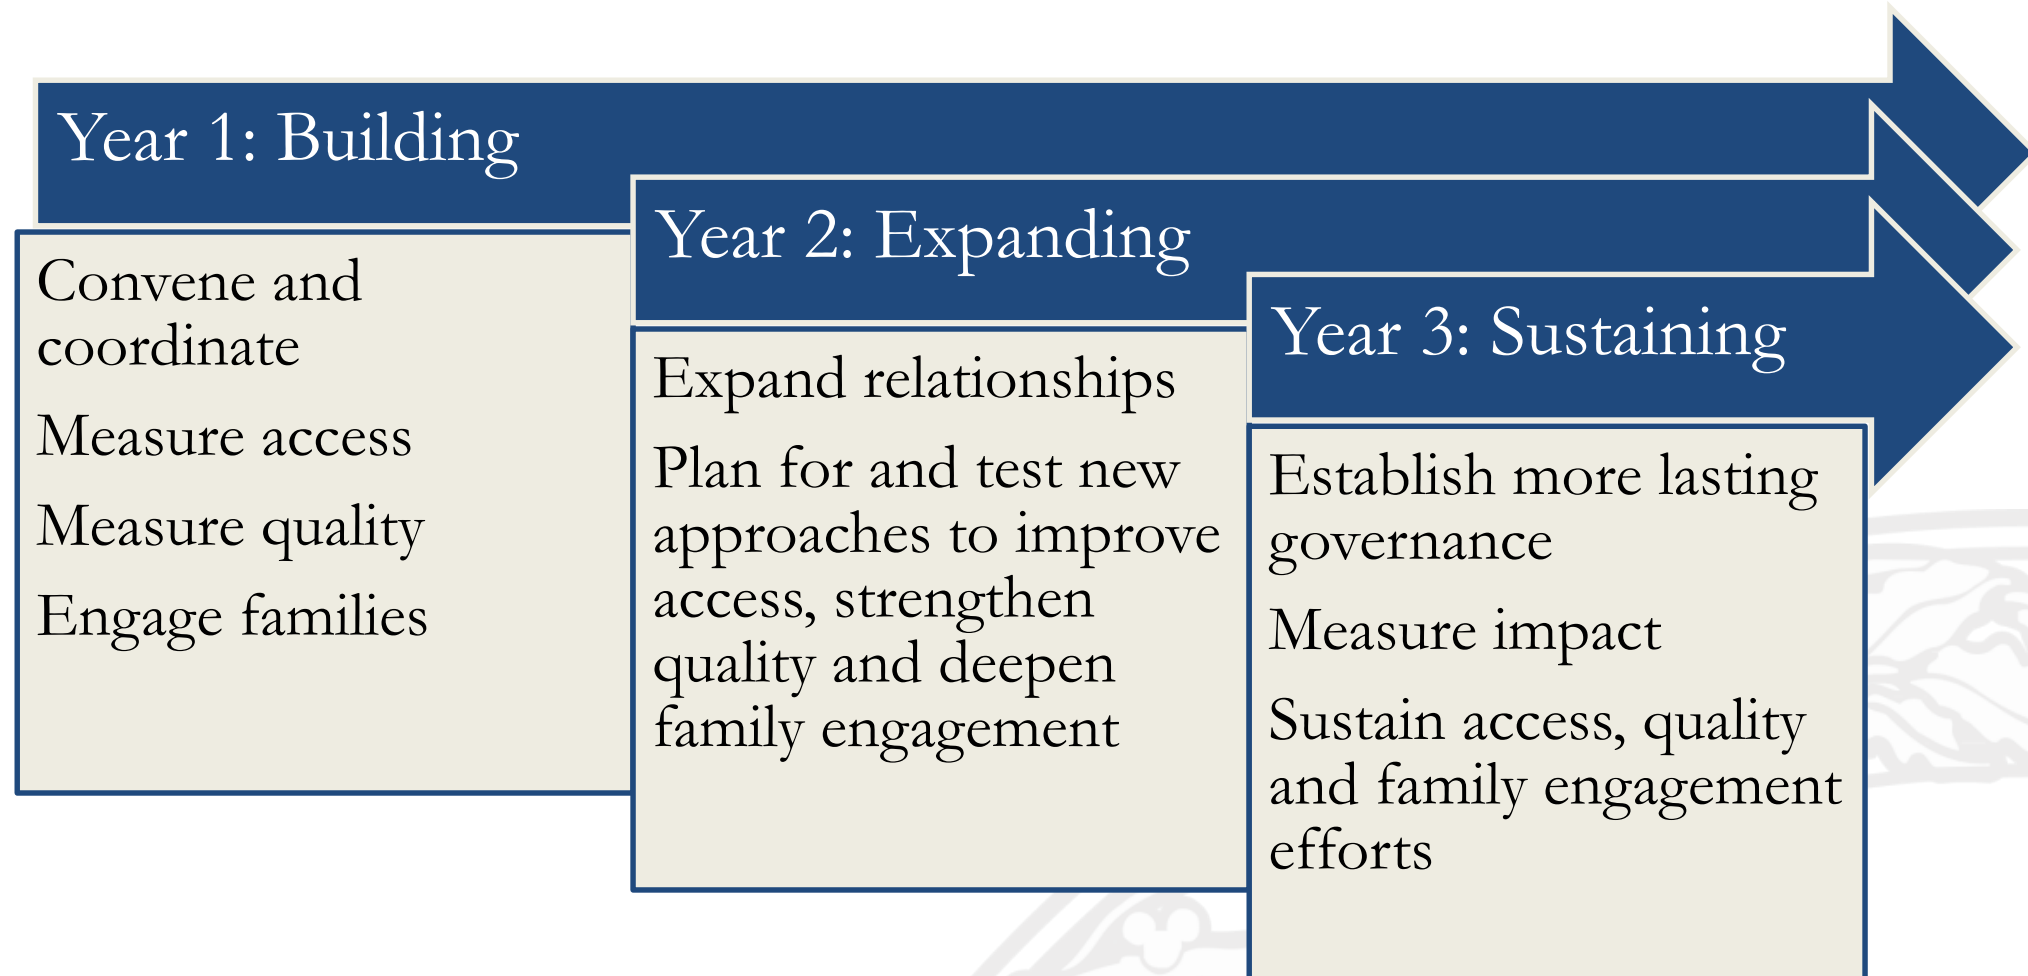 Year 1: Building
Convene and
coordinate
Measure access
Measure quality
Engage families
Year 2: Expanding
Expand relationships
Plan for and test new
approaches to improve
access, strengthen
quality and deepen
family engagement
Year 3: Sustaining
Establish more lasting
governance
Measure impact
Sustain access, quality
and family engagement
efforts